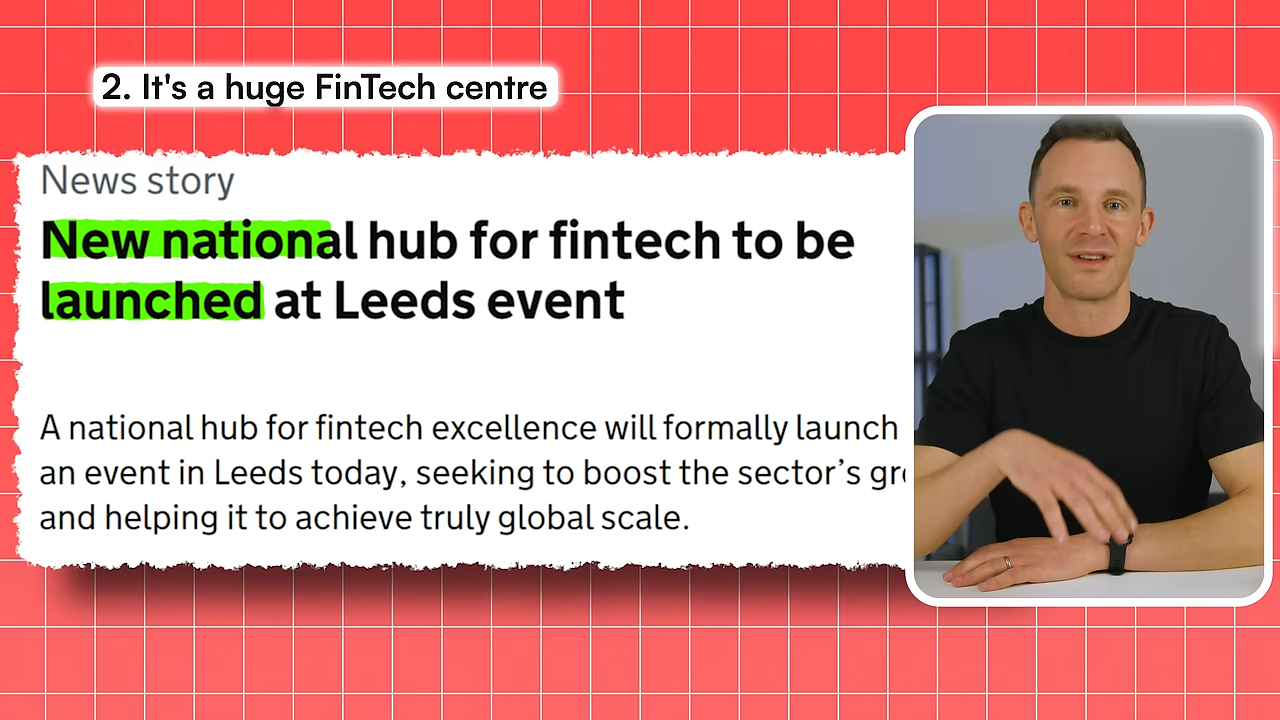 2. It's a huge FinTech centre
News story
New national hub for fintech to be
launched at Leeds event
A national hub for fintech excellence will formally launch
an event in Leeds today, seeking to boost the sector’s
and helping it to achieve truly global scale.